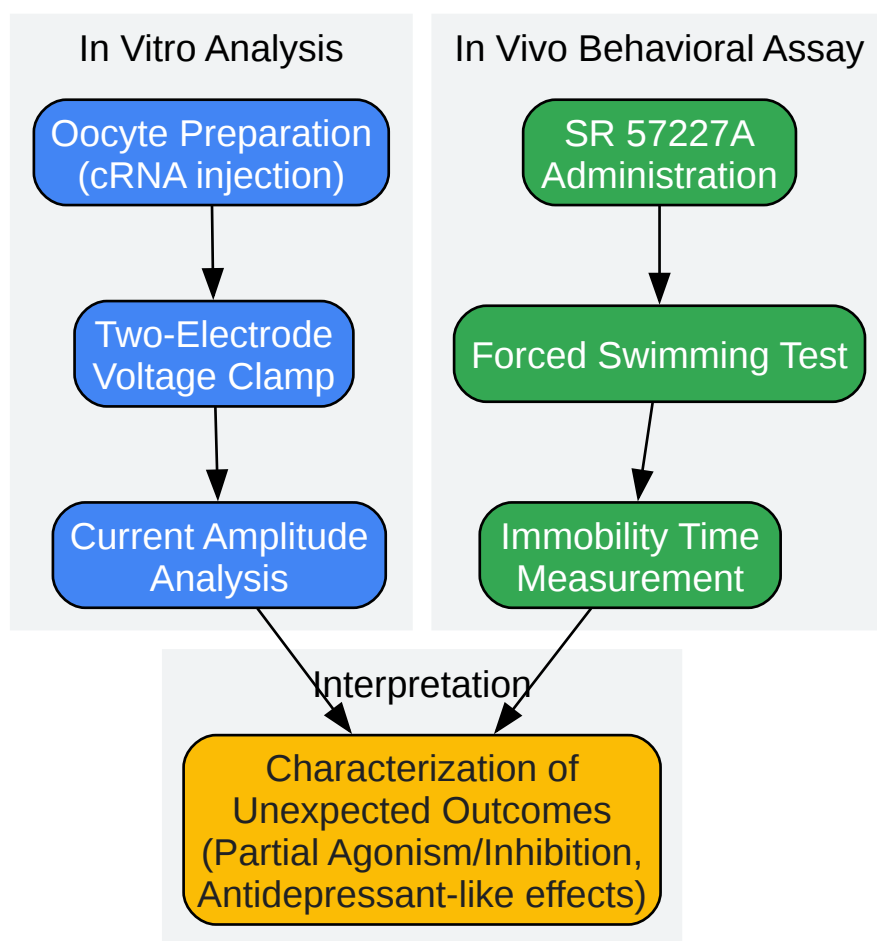 In Vitro Analysis
Oocyte Preparation
(cRNA injection)
Two-Electrode
Voltage Clamp
Current Amplitude
Analysis
In Vivo Behavioral Assay
SR 57227A
Administration
Forced Swimming Test
Immobility Time
Measurement
Interpretation
Characterization of
Unexpected Outcomes
(Partial Agonism/Inhibition,
Antidepressant-like effects)